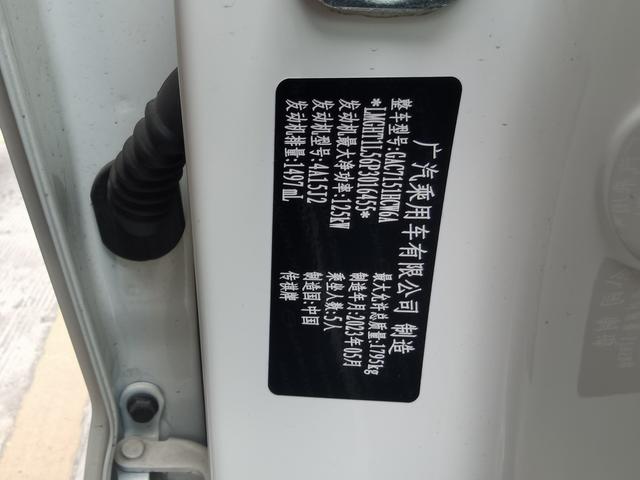 广汽乘用车有限公司 制造
整车型号:GAC7151HCW6A 最大允许总质量:1795kg
*LMGHT1LS6P3016455* 制造年月:2023年05月
发动机最大净功率:125kW 乘坐人数:5人
发动机型号:4A15J2 制造国:中国
发动机排量:1497mL 传祺牌